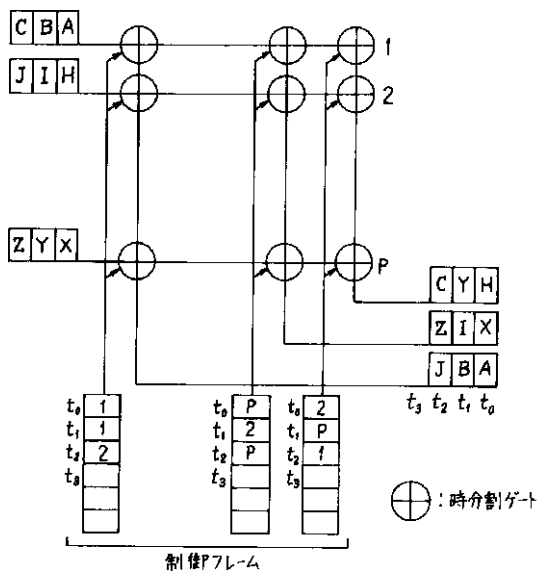 C B A
1
J I H
2
Z Y X
P
C Y H
Z I X
J B A
t₃ t₂ t₁ t₀
t₀ 1
t₁ 1
t₂ 2
t₃
t₀ P
t₁ 2
t₂ P
t₃
t₀ 2
t₁ P
t₂ 1
t₃
:時分割ゲート
制御フレーム